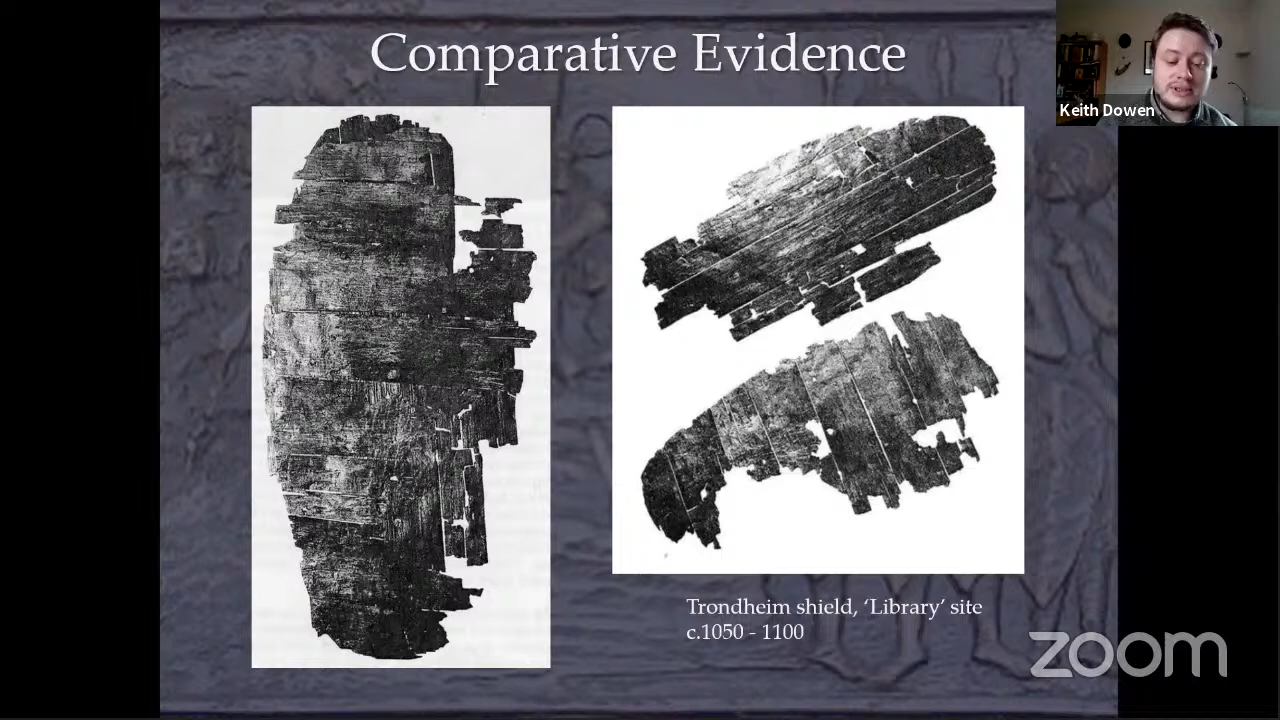 Comparative Evidence
Keith Dowen
Trondheim shield, ‘Library’ site
c.1050 - 1100
zoom